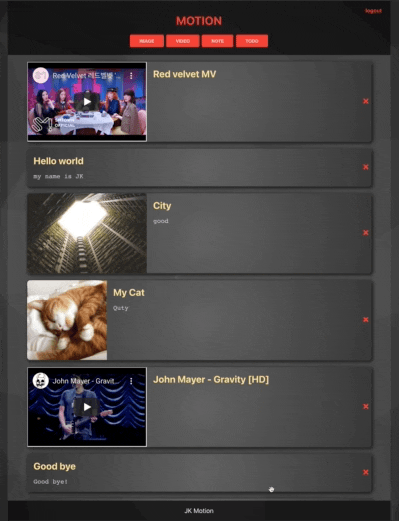 logout
MOTION
IMAGE VIDEO NOTE TODO
Red Velvet 레드벨벳 '...
Red velvet MV
Hello world
my name is JK
City
good
My Cat
Quty
John Mayer - Gravit...
John Mayer - Gravity [HD]
Good bye
Good bye!
JK Motion